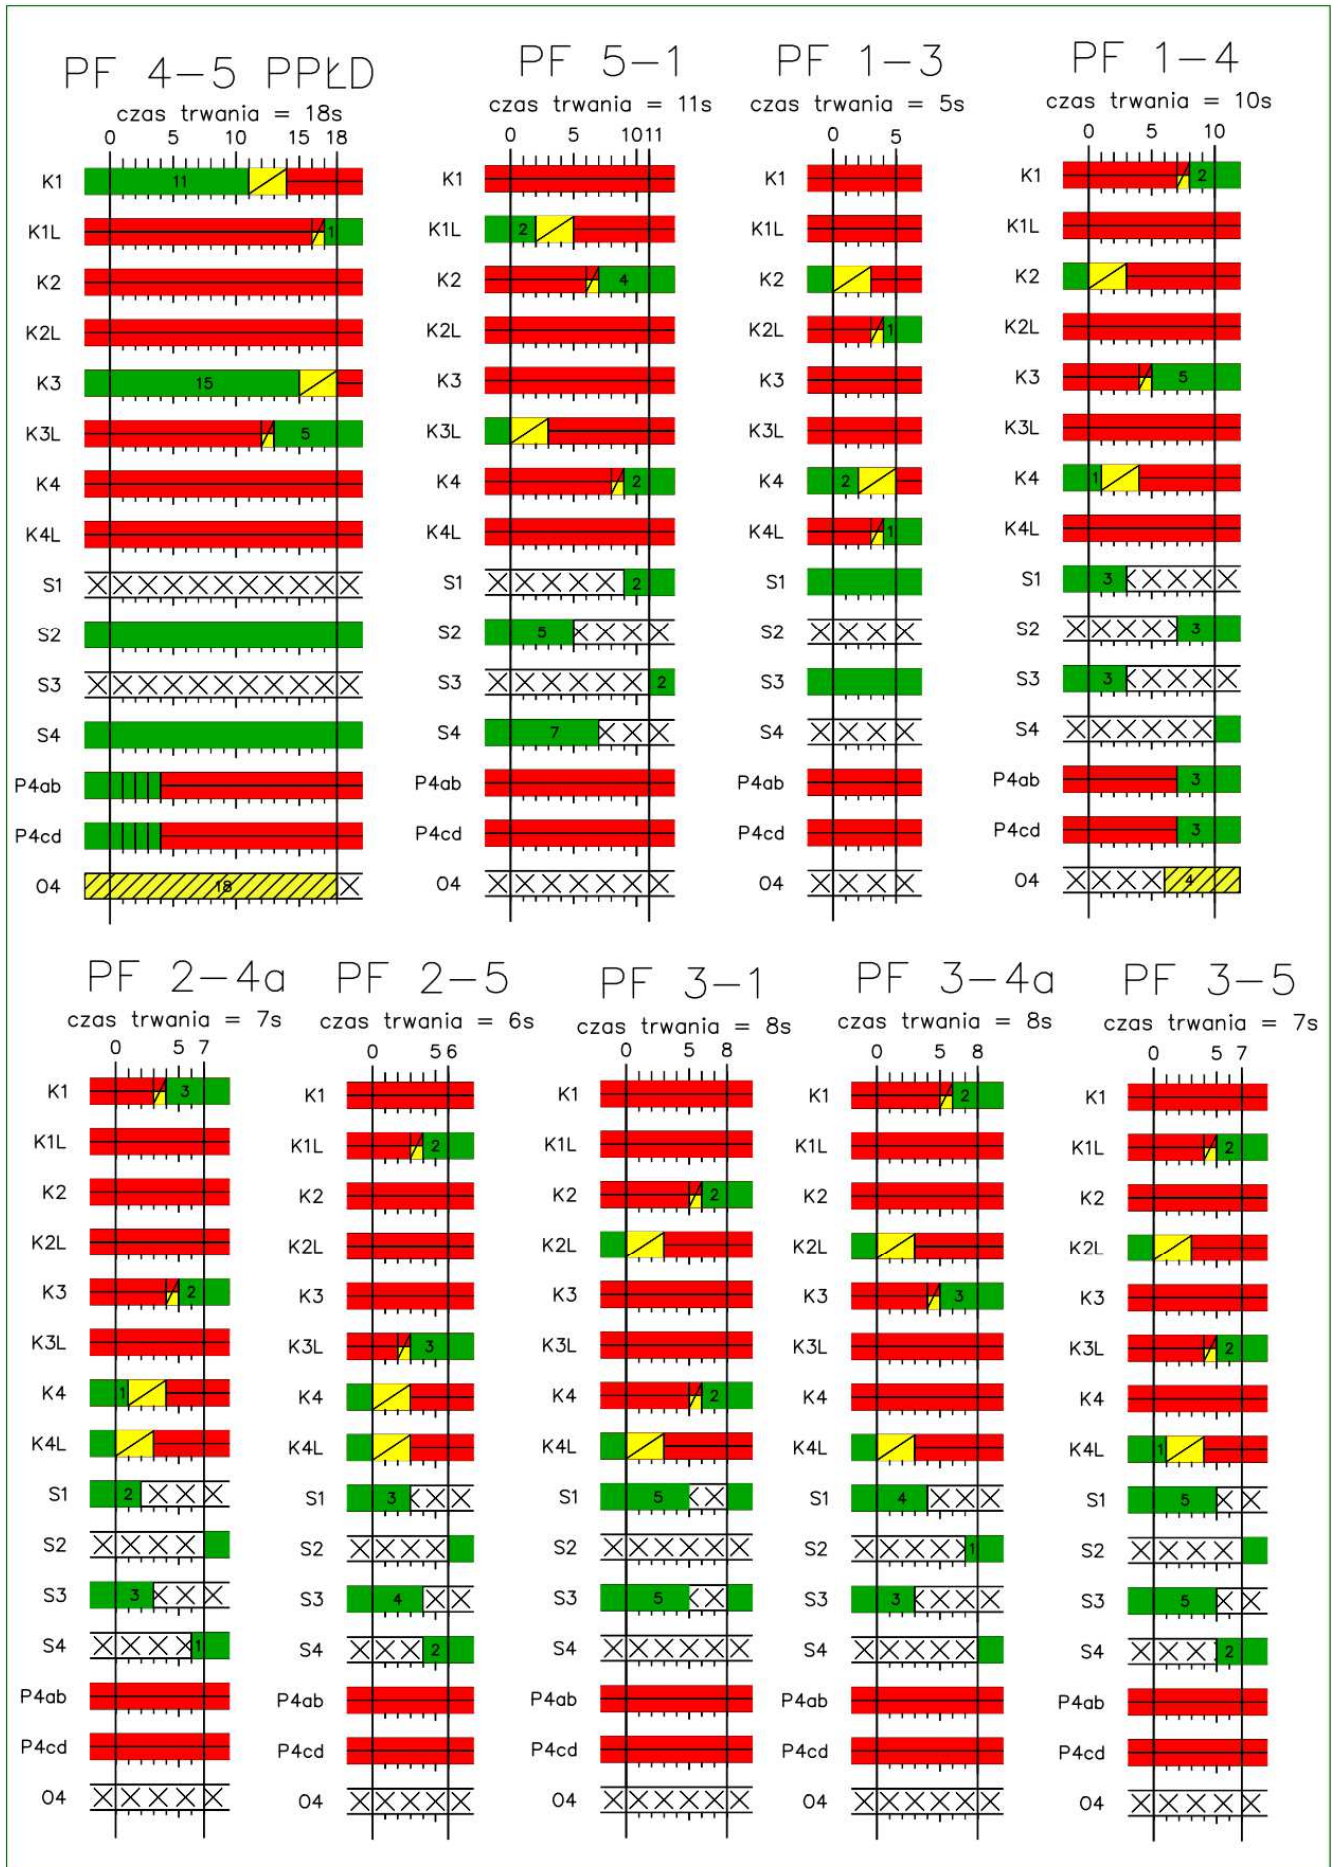 PF 4-5 PPŁD
czas trwania = 18s
0 5 10 15 18
K1 11
K1L 1
K2
K2L
K3 15
K3L 5
K4
K4L
S1
S2
S3
S4
P4ab
P4cd
04 18
PF 5-1
czas trwania = 11s
0 5 10 11
K1
K1L 2
K2 4
K2L
K3
K3L
K4 2
K4L
S1 2
S2 5
S3 2
S4 7
P4ab
P4cd
04
PF 1-3
czas trwania = 5s
0 5
K1
K1L
K2
K2L 1
K3
K3L
K4 2
K4L 1
S1
S2
S3
S4
P4ab
P4cd
04
PF 1-4
czas trwania = 10s
0 5 10
K1 2
K1L
K2
K2L
K3 5
K3L
K4 1
K4L
S1 3
S2 3
S3 3
S4
P4ab 3
P4cd 3
04 4
PF 2-4a
czas trwania = 7s
0 5 7
K1 3
K1L
K2
K2L
K3 2
K3L
K4 1
K4L
S1 2
S2
S3 3
S4 1
P4ab
P4cd
04
PF 2-5
czas trwania = 6s
0 5 6
K1
K1L 2
K2
K2L
K3
K3L 3
K4
K4L
S1 3
S2
S3 4
S4 2
P4ab
P4cd
04
PF 3-1
czas trwania = 8s
0 5 8
K1
K1L
K2 2
K2L
K3
K3L
K4 2
K4L
S1 5
S2
S3 5
S4
P4ab
P4cd
04
PF 3-4a
czas trwania = 8s
0 5 8
K1 2
K1L
K2
K2L
K3 3
K3L
K4
K4L
S1 4
S2 1
S3 3
S4
P4ab
P4cd
04
PF 3-5
czas trwania = 7s
0 5 7
K1
K1L 2
K2
K2L
K3
K3L 2
K4
K4L 1
S1 5
S2
S3 5
S4 2
P4ab
P4cd
04